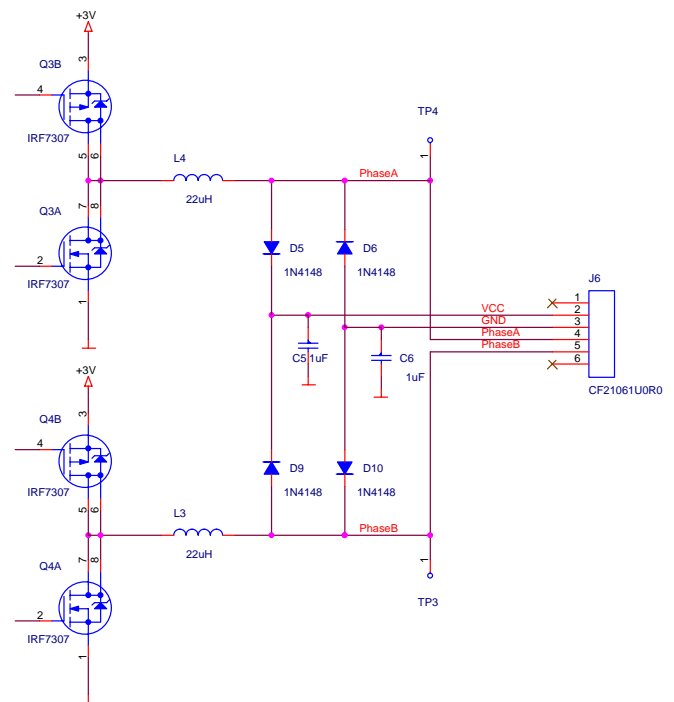 +3V
3
Q3B
4
IRF7307
5 6
L4
22uH
TP4
1
PhaseA
7 8
Q3A
2
IRF7307
1
D5 D6
1N4148 1N4148
J6
VCC 1
GND 2
PhaseA 3
PhaseB 4
5
6
CF21061U0R0
C5 1uF
C6
1uF
+3V
3
Q4B
4
IRF7307
5 6
D9 D10
1N4148 1N4148
L3
22uH
PhaseB
1
TP3
7 8
Q4A
2
IRF7307
1